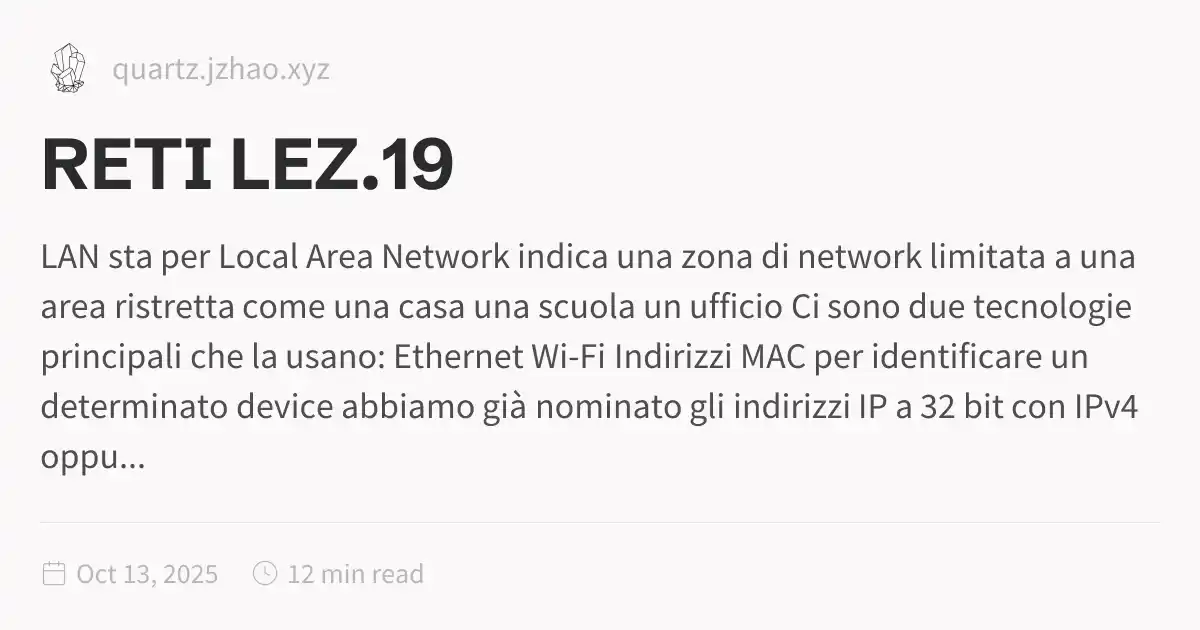 quartz.jzhao.xyz
RETI LEZ.19
LAN sta per Local Area Network indica una zona di network limitata a una
area ristretta come una casa una scuola un ufficio Ci sono due tecnologie
principali che la usano: Ethernet Wi-Fi Indirizzi MAC per identificare un
determinato device abbiamo già nominato gli indirizzi IP a 32 bit con IPv4
oppu...
Oct 13, 2025 12 min read